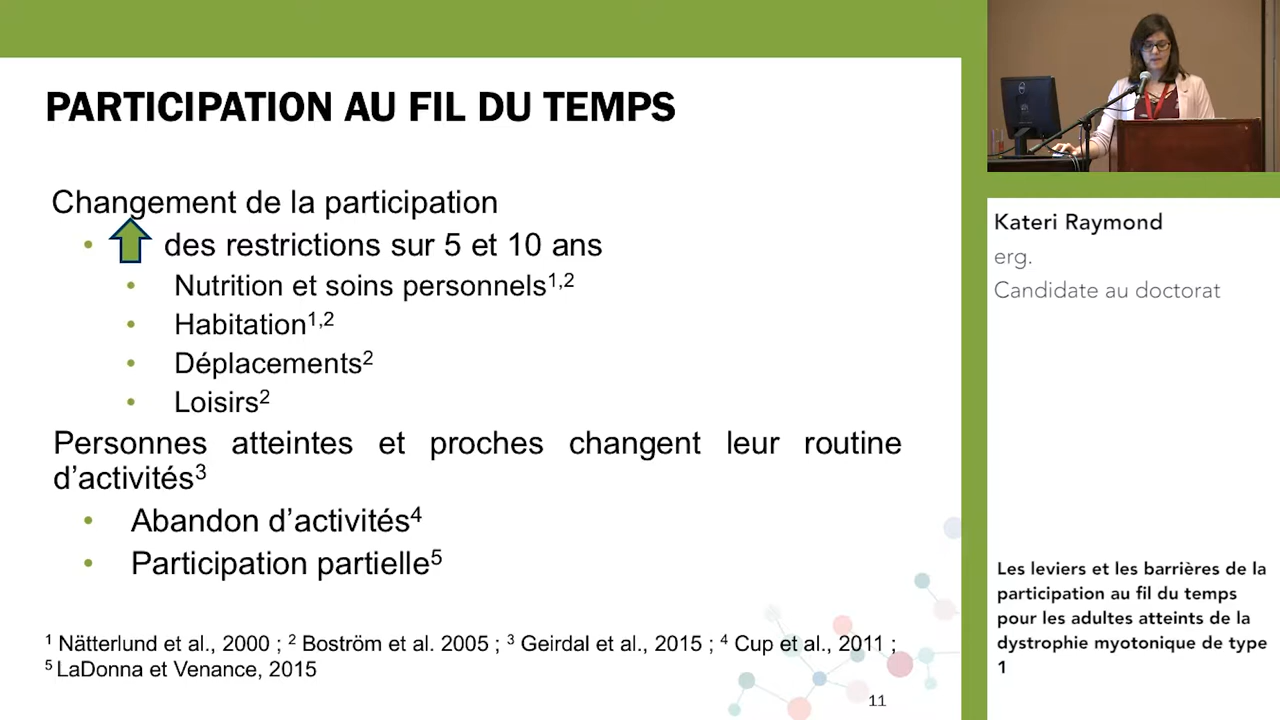 PARTICIPATION AU FIL DU TEMPS
Changement de la participation
• des restrictions sur 5 et 10 ans
• Nutrition et soins personnels1,2
• Habitation1,2
• Déplacements2
• Loisirs2
Personnes atteintes et proches changent leur routine
d’activités3
• Abandon d’activités4
• Participation partielle5
1 Nätterlund et al., 2000 ; 2 Boström et al. 2005 ; 3 Geirdal et al., 2015 ; 4 Cup et al., 2011 ;
5 LaDonna et Venance, 2015
11
Kateri Raymond
erg.
Candidate au doctorat
Les leviers et les barrières de la
participation au fil du temps
pour les adultes atteints de la
dystrophie myotonique de type
1